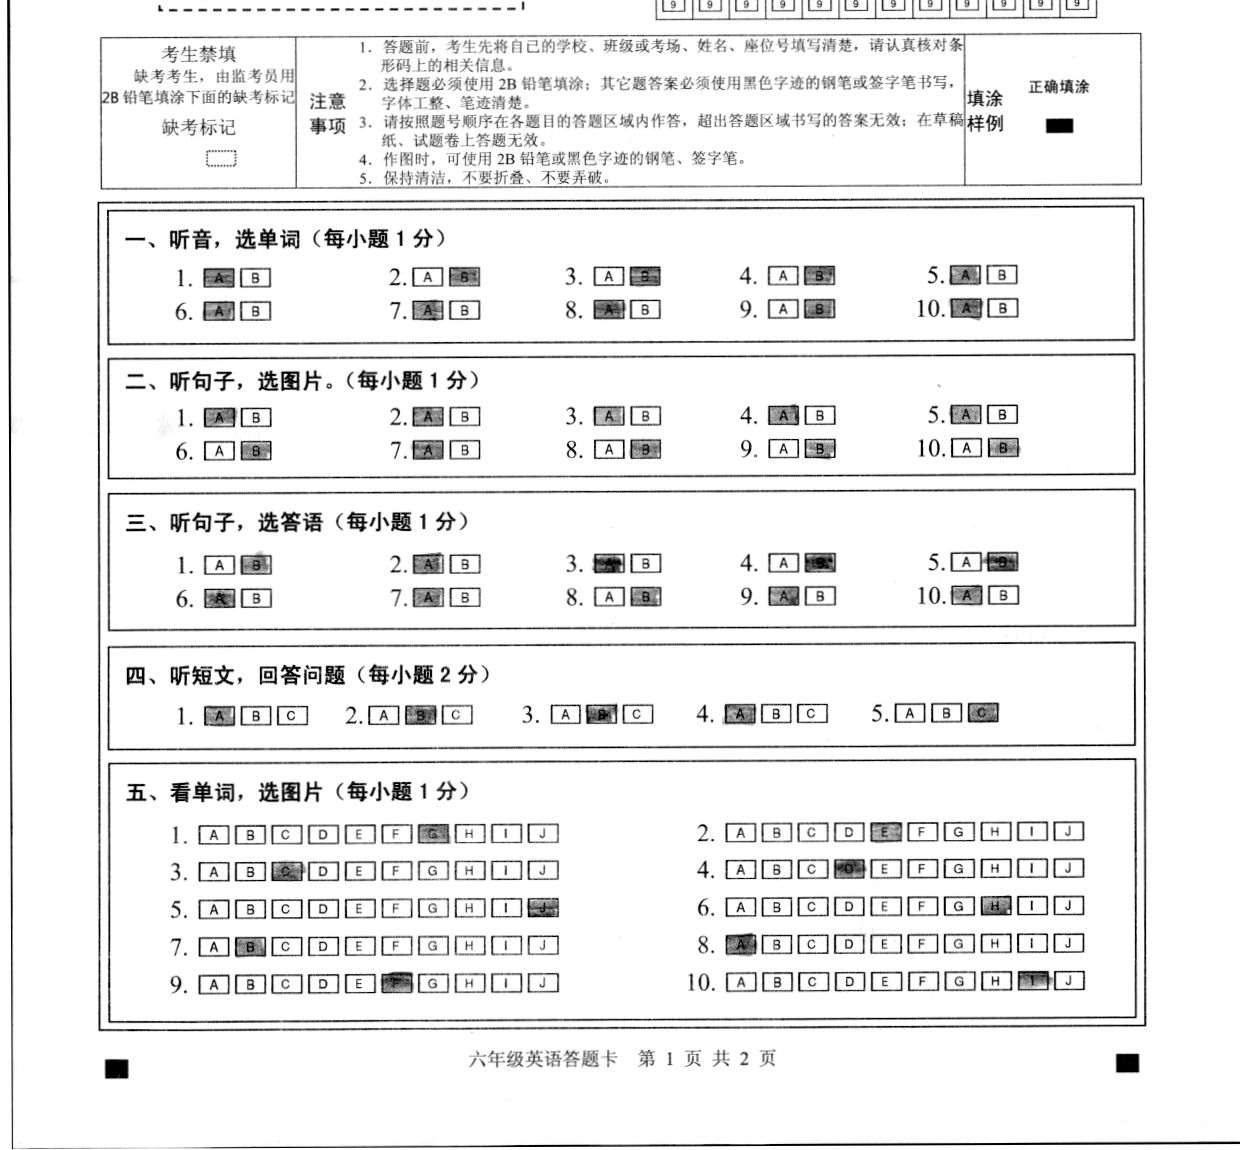 9 9 9 9 9 9 9 9 9 9 9 9
考生禁填
缺考考生，由监考员用
2B 铅笔填涂下面的缺考标记
缺考标记
注意
事项
1. 答题前，考生先将自己的学校、班级或考场、姓名、座位号填写清楚，请认真核对条
形码上的相关信息。
2. 选择题必须使用 2B 铅笔填涂；其它题答案必须使用黑色字迹的钢笔或签字笔书写，
字体工整、笔迹清楚。
3. 请按照题号顺序在各题目的答题区域内作答，超出答题区域书写的答案无效；在草稿
纸、试题卷上答题无效。
4. 作图时，可使用 2B 铅笔或黑色字迹的钢笔、签字笔。
5. 保持清洁，不要折叠、不要弄破。
填涂
样例
正确填涂
一、听音，选单词（每小题 1 分）
1. A B 2. A B 3. A B 4. A B 5. A B
6. A B 7. A B 8. A B 9. A B 10. A B
二、听句子，选图片。（每小题 1 分）
1. A B 2. A B 3. A B 4. A B 5. A B
6. A B 7. A B 8. A B 9. A B 10. A B
三、听句子，选答语（每小题 1 分）
1. A B 2. A B 3. A B 4. A B 5. A B
6. A B 7. A B 8. A B 9. A B 10. A B
四、听短文，回答问题（每小题 2 分）
1. A B C 2. A B C 3. A B C 4. A B C 5. A B C
五、看单词，选图片（每小题 1 分）
1. A B C D E F G H I J 2. A B C D E F G H I J
3. A B C D E F G H I J 4. A B C D E F G H I J
5. A B C D E F G H I J 6. A B C D E F G H I J
7. A B C D E F G H I J 8. A B C D E F G H I J
9. A B C D E F G H I J 10. A B C D E F G H I J
六年级英语答题卡 第 1 页 共 2 页